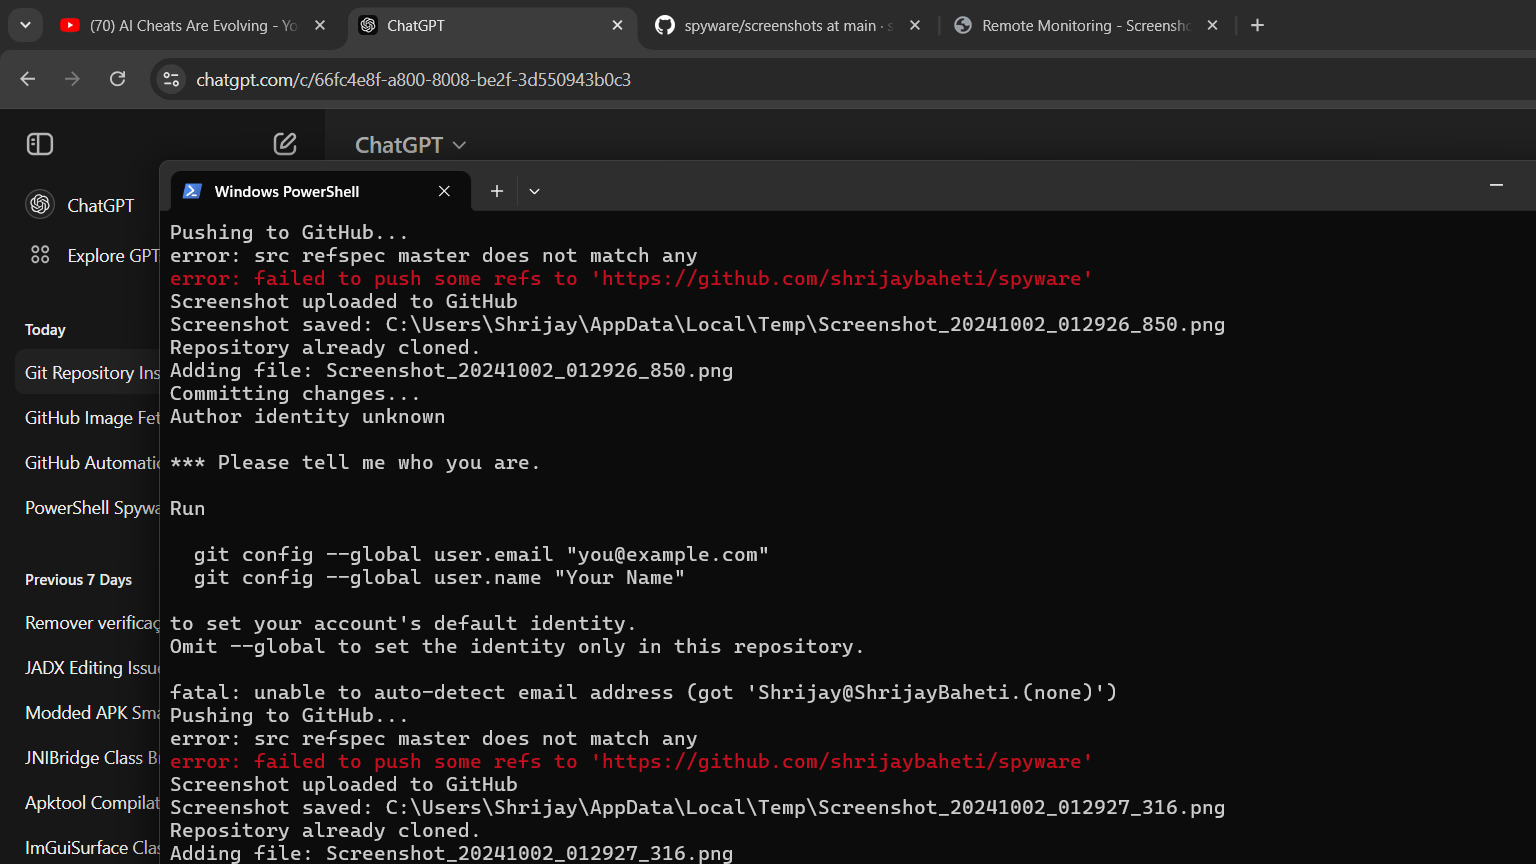 (70) AI Cheats Are Evolving - Yo
ChatGPT
spyware/screenshots at main · s
Remote Monitoring - Screensho
chatgpt.com/c/66fc4e8f-a800-8008-be2f-3d550943b0c3
ChatGPT
Windows PowerShell
ChatGPT
Explore GPT
Today
Git Repository Ins
GitHub Image Fet
GitHub Automatic
PowerShell Spywa
Previous 7 Days
Remover verificaç
JADX Editing Issue
Modded APK Sma
JNIBridge Class B
Apktool Compilat
ImGuiSurface Clas
Pushing to GitHub...
error: src refspec master does not match any
error: failed to push some refs to 'https://github.com/shrijaybaheti/spyware'
Screenshot uploaded to GitHub
Screenshot saved: C:\Users\Shrijay\AppData\Local\Temp\Screenshot_20241002_012926_850.png
Repository already cloned.
Adding file: Screenshot_20241002_012926_850.png
Committing changes...
Author identity unknown
*** Please tell me who you are.
Run
git config --global user.email "you@example.com"
git config --global user.name "Your Name"
to set your account's default identity.
Omit --global to set the identity only in this repository.
fatal: unable to auto-detect email address (got 'Shrijay@ShrijayBaheti.(none)')
Pushing to GitHub...
error: src refspec master does not match any
error: failed to push some refs to 'https://github.com/shrijaybaheti/spyware'
Screenshot uploaded to GitHub
Screenshot saved: C:\Users\Shrijay\AppData\Local\Temp\Screenshot_20241002_012927_316.png
Repository already cloned.
Adding file: Screenshot_20241002_012927_316.png